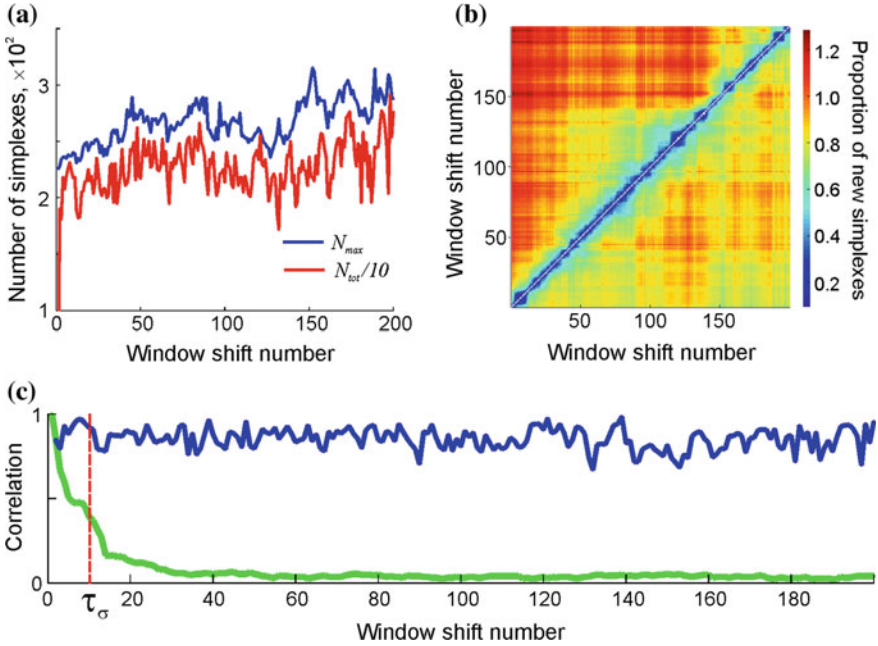 (a)
Number of simplexes, ×10²
3
2
1
0
50
100
150
200
N_max
N_tot/10
Window shift number
(b)
Window shift number
150
100
50
50
100
150
Window shift number
1.2
1.0
0.8
0.6
0.4
0.2
Proportion of new simplexes
(c)
Correlation
1
0
0
τ_σ
20
40
60
80
100
120
140
160
180
Window shift number